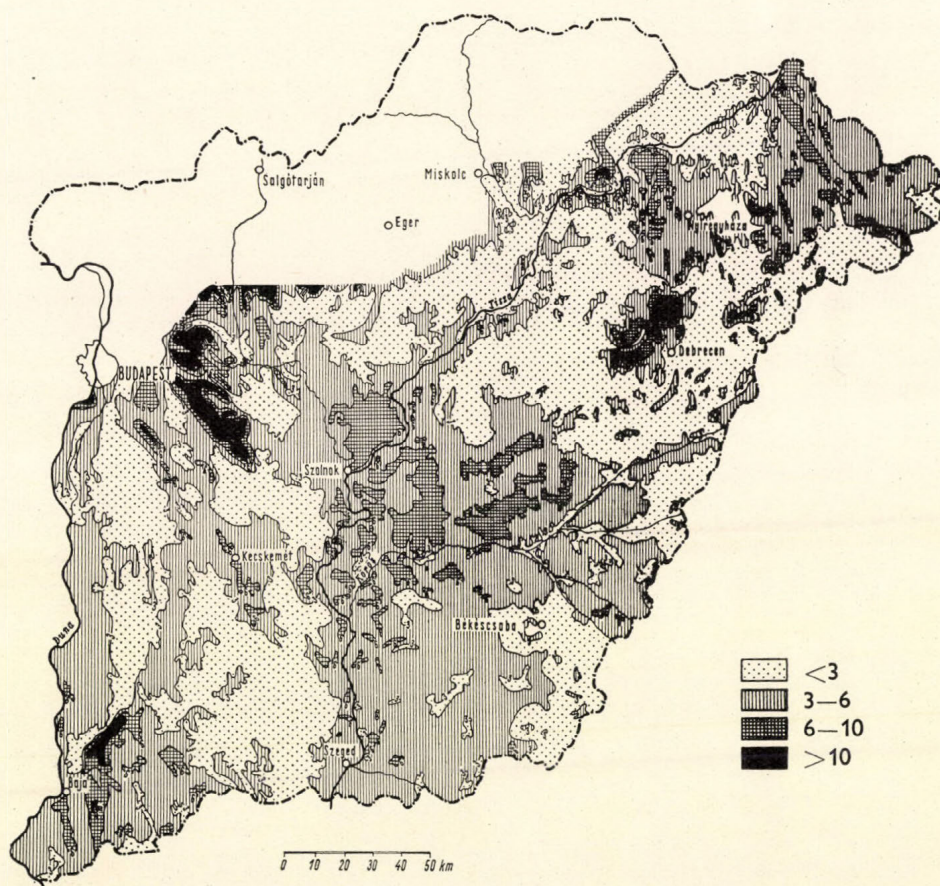 Salgótarján
Miskolc
Eger
Nyíregyháza
Tisza
Debrecen
BUDAPEST
Szolnok
Kecskemét
Körös
Duna
Békéscsaba
Szeged
Baja
<3
3—6
6—10
>10
0 10 20 30 40 50 km